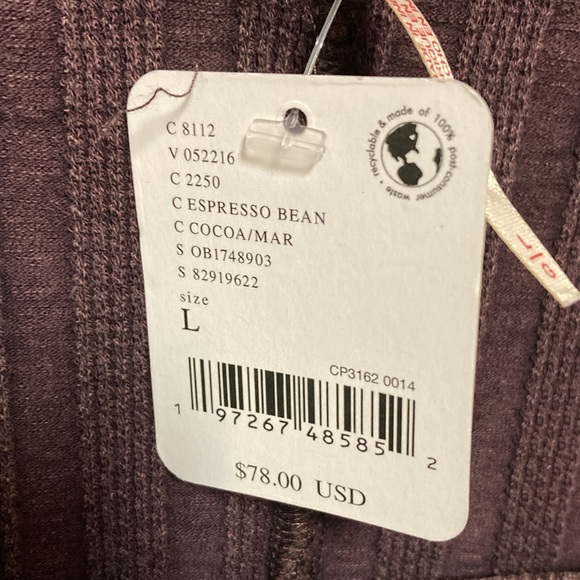 C 8112
V 052216
C 2250
C ESPRESSO BEAN
C COCOA/MAR
S OB1748903
S 82919622
size
L
recyclable & made of 100% post-consumer waste •
CP3162 0014
1 97267 48585 2
$78.00 USD
L/G